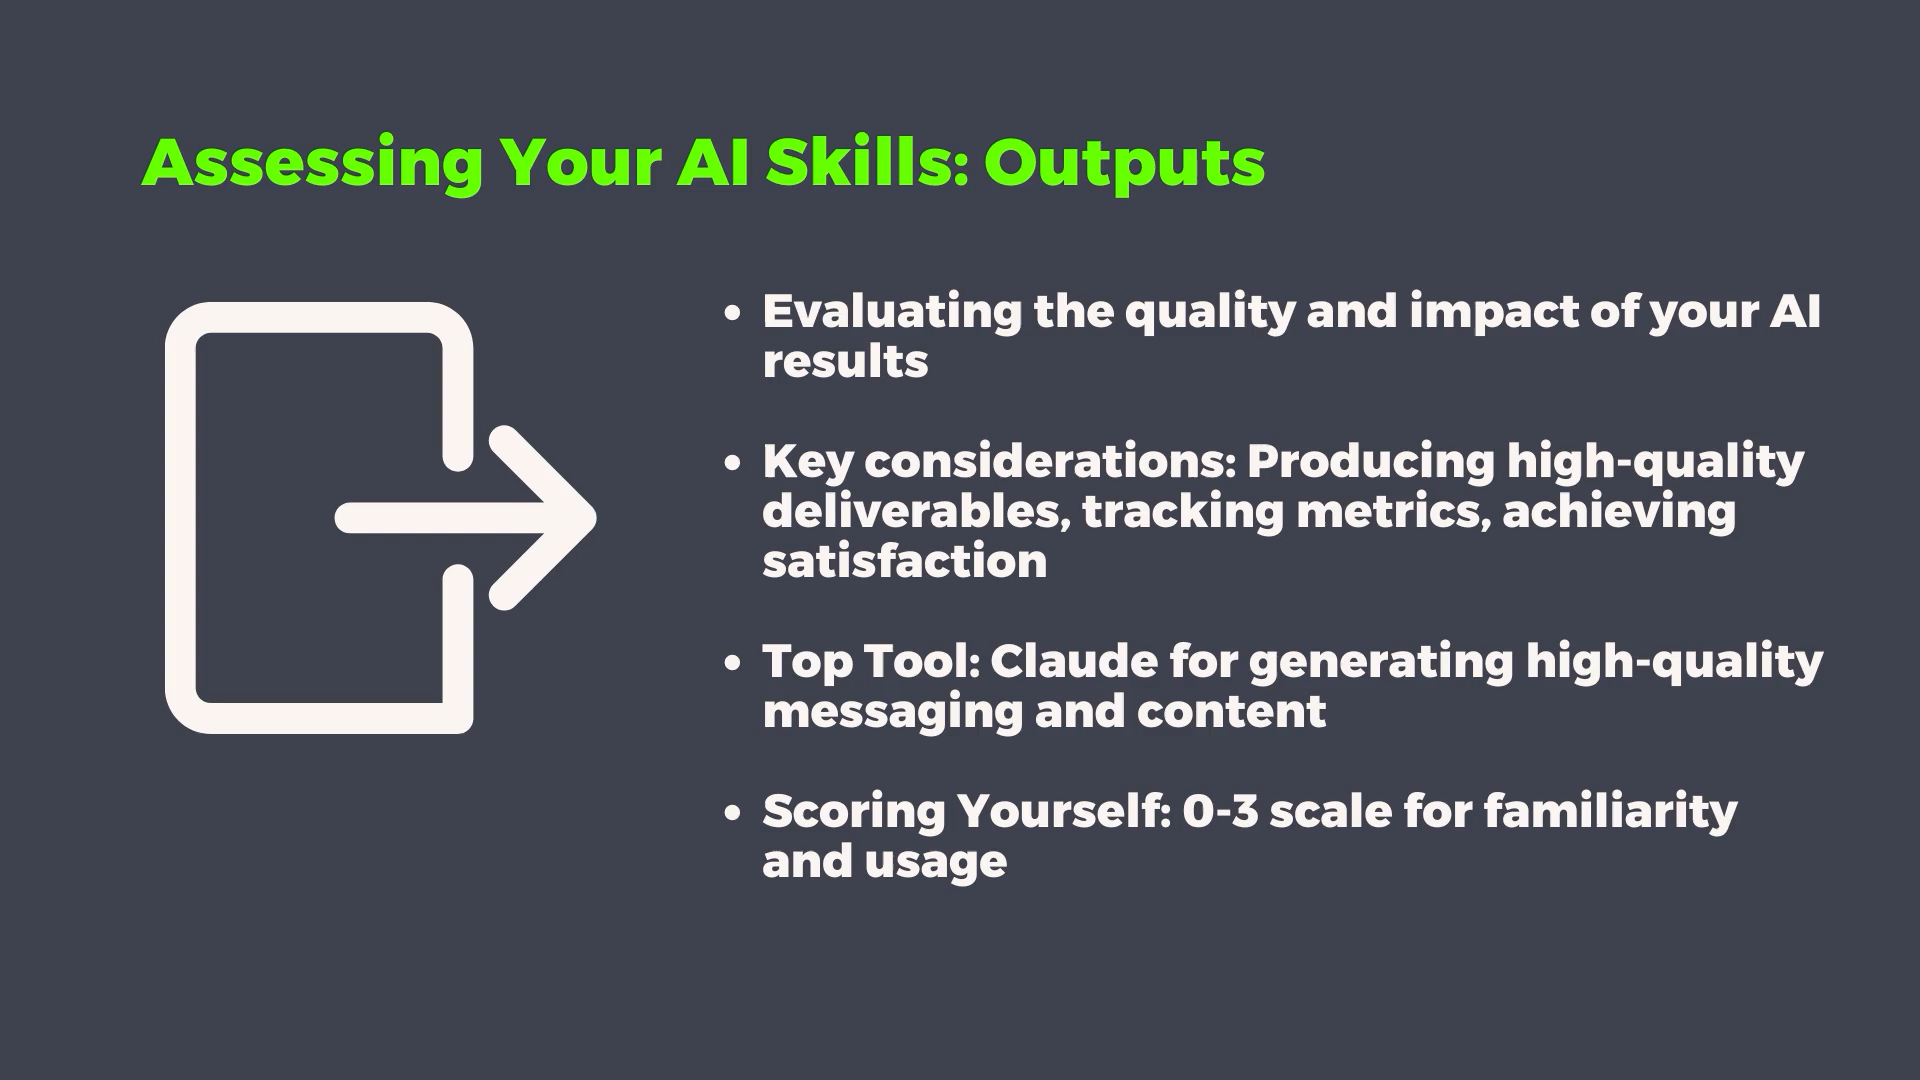 Assessing Your AI Skills: Outputs
• Evaluating the quality and impact of your AI
results
• Key considerations: Producing high-quality
deliverables, tracking metrics, achieving
satisfaction
• Top Tool: Claude for generating high-quality
messaging and content
• Scoring Yourself: 0-3 scale for familiarity
and usage